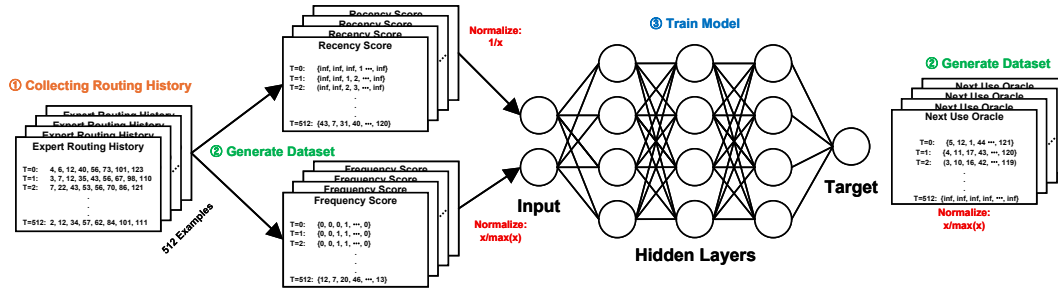 ① Collecting Routing History
Expert Routing History
Expert Routing History
Expert Routing History
Expert Routing History
T=0: 4, 6, 12, 40, 56, 73, 101, 123
T=1: 3, 7, 12, 35, 43, 56, 67, 98, 110
T=2: 7, 22, 43, 53, 56, 70, 86, 121
T=512: 2, 12, 34, 57, 62, 84, 101, 111
512 Examples
② Generate Dataset
Recency Score
Recency Score
Recency Score
Recency Score
T=0: {inf, inf, inf, 1 ···, inf}
T=1: {inf, inf, 1, 2, ···, inf}
T=2: {inf, inf, 2, 3, ···, inf}
T=512: {43, 7, 31, 40, ···, 120}
Frequency Score
Frequency Score
Frequency Score
Frequency Score
T=0: {0, 0, 0, 1, ···, 0}
T=1: {0, 0, 1, 1, ···, 0}
T=2: {0, 0, 1, 1, ···, 0}
T=512: {12, 7, 20, 46, ···, 13}
Normalize:
1/x
Normalize:
x/max(x)
③ Train Model
Input
Hidden Layers
Target
② Generate Dataset
Next Use Oracle
Next Use Oracle
Next Use Oracle
Next Use Oracle
T=0: {5, 12, 1, 44 ···, 121}
T=1: {4, 11, 17, 43, ···, 120}
T=2: {3, 10, 16, 42, ···, 119}
T=512: {inf, inf, inf, inf, ···, inf}
Normalize:
x/max(x)